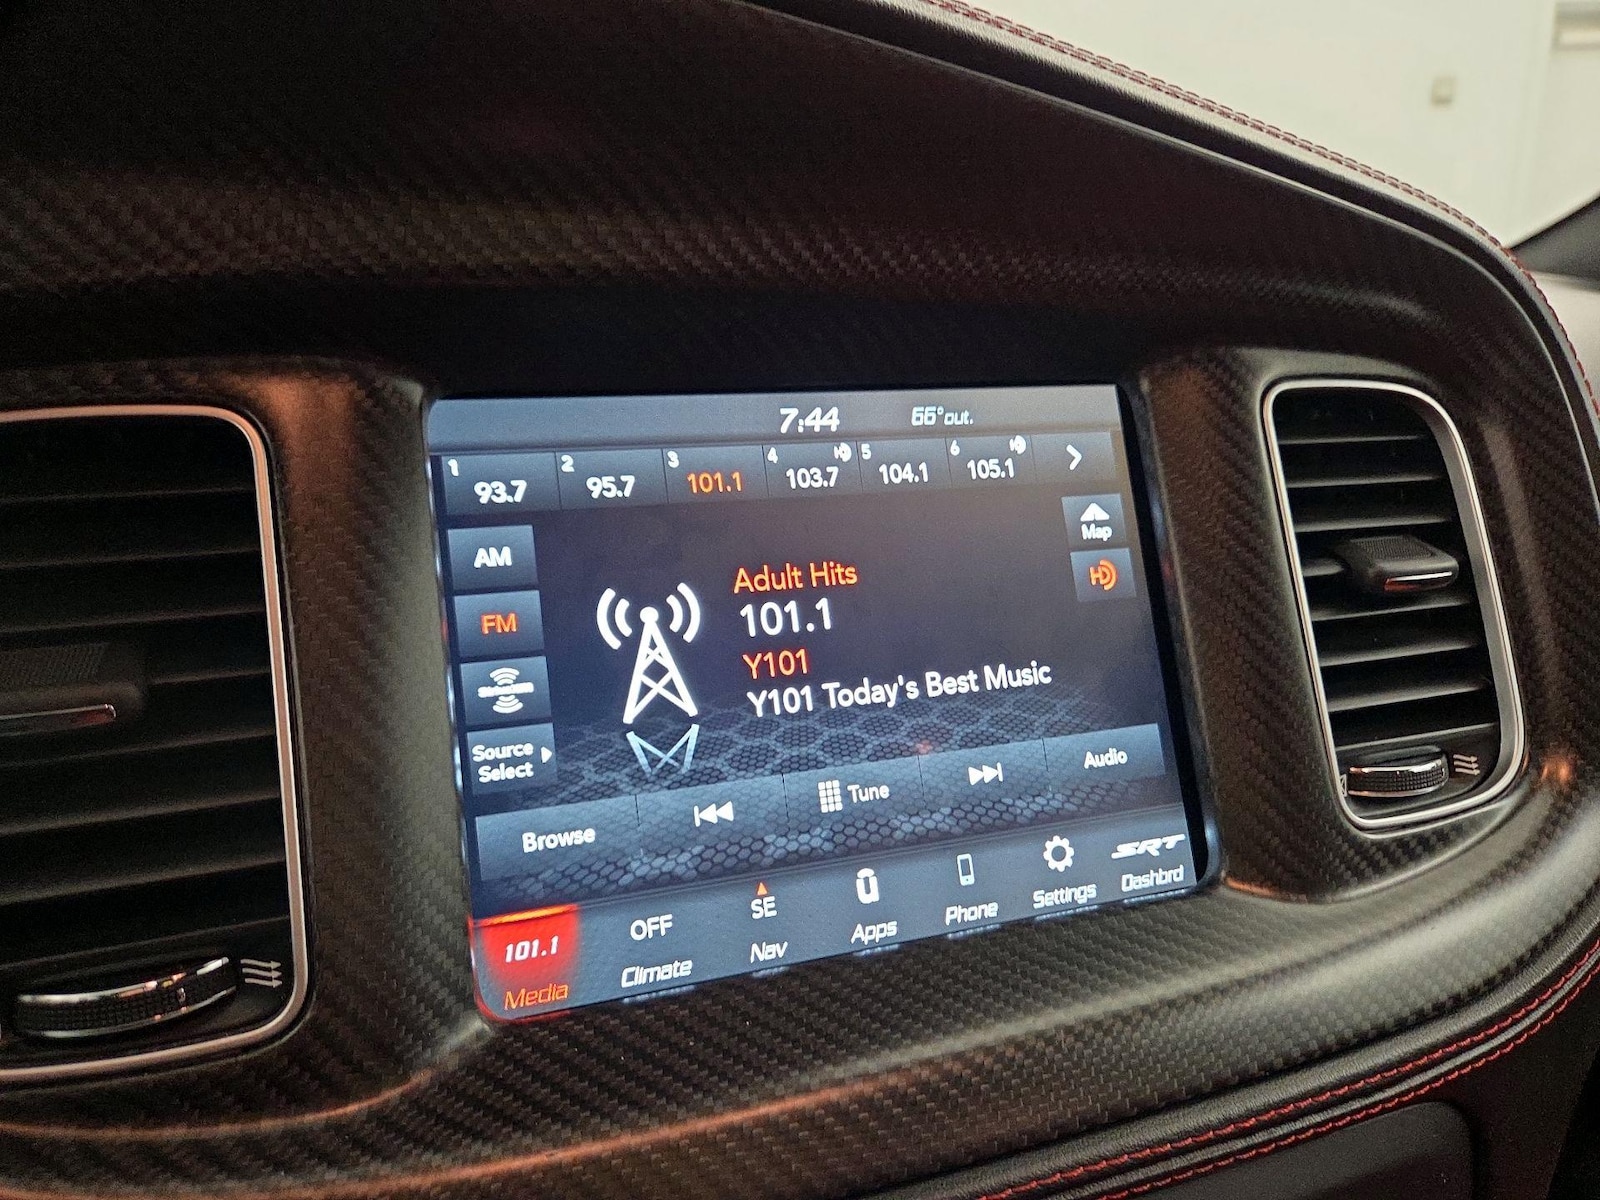 7:44 66°out.
1 93.7 2 95.7 3 101.1 4 103.7 5 104.1 6 105.1
Map
AM
HD
Adult Hits
101.1
FM
Y101
Y101 Today's Best Music
SiriusXM
Source
Select
Browse Tune Audio
SRT
SE
OFF
101.1
Media Climate Nav Apps Phone Settings Dashbrd